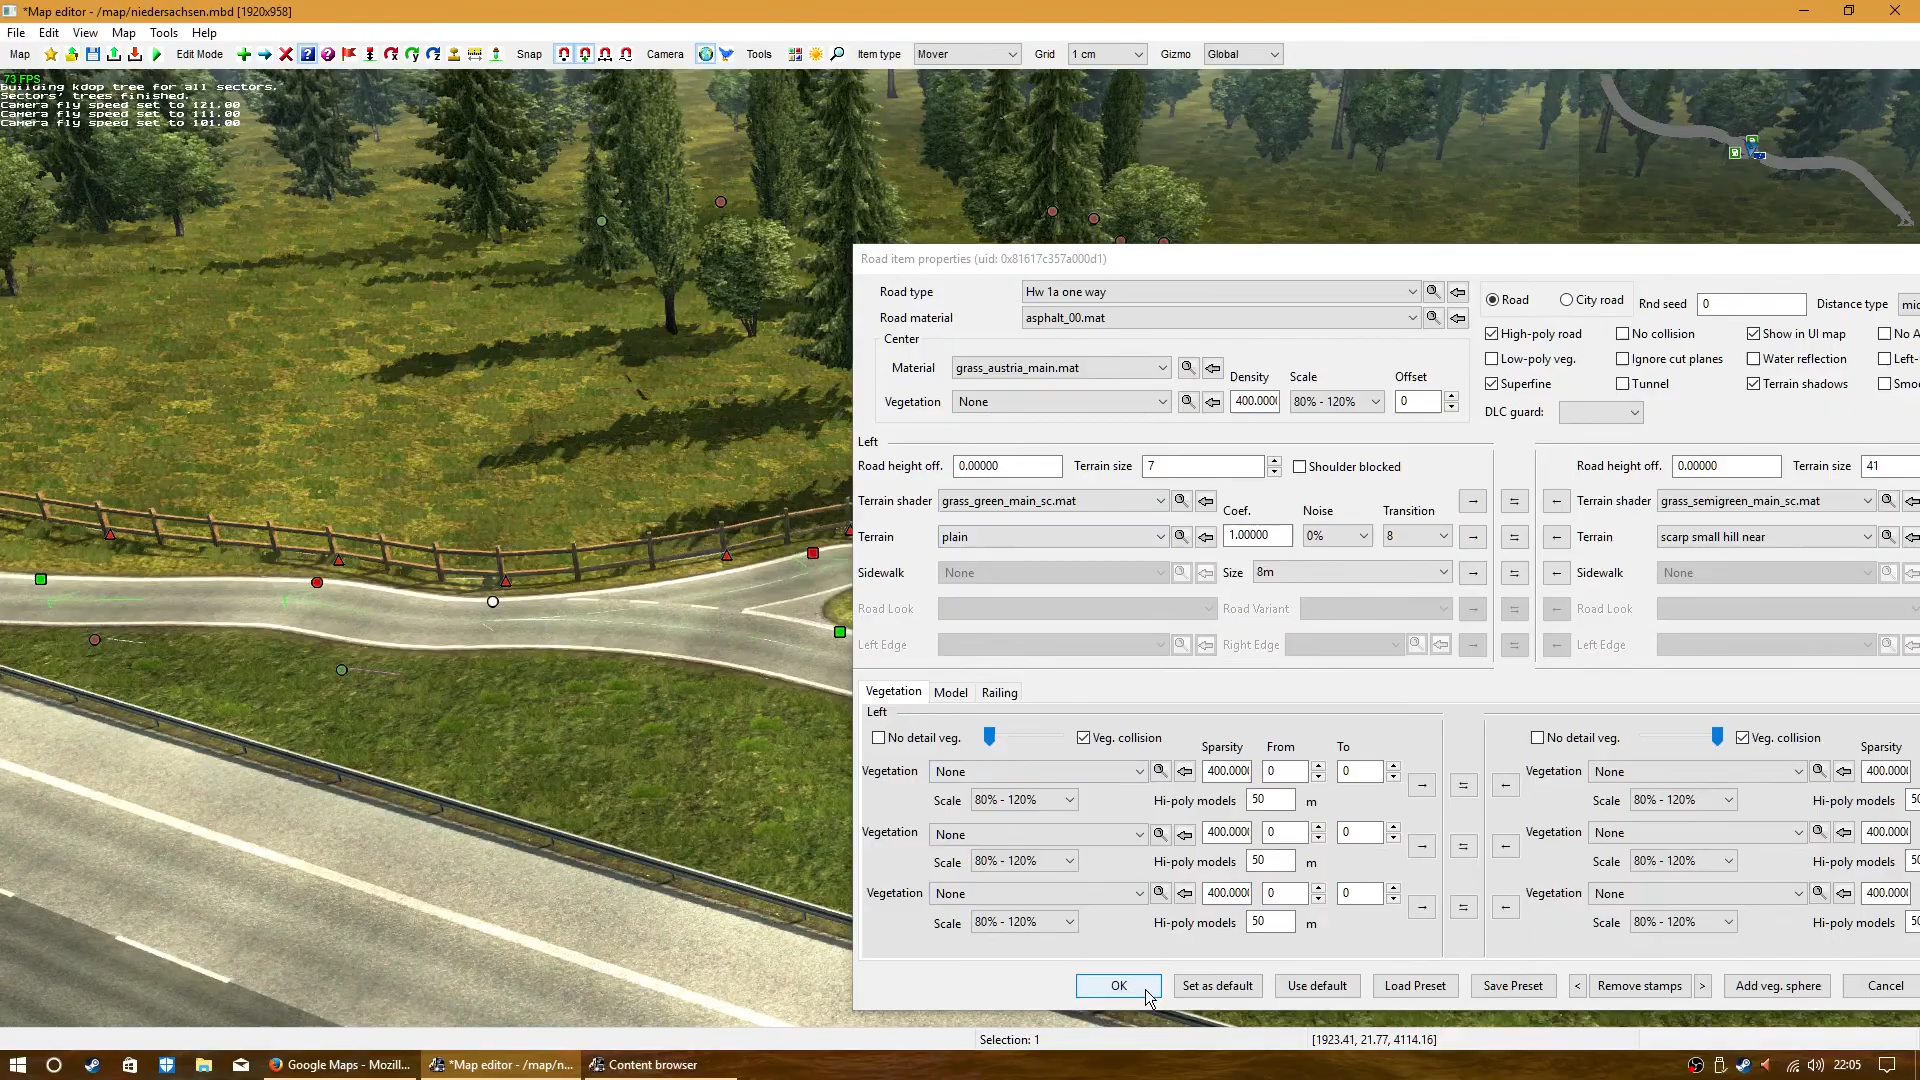 *Map editor - /map/niedersachsen.mbd [1920x958]
File Edit View Map Tools Help
Map Edit Mode Snap Camera Tools Item type Mover Grid 1 cm Gizmo Global
73 FPS
Building kdop tree for all sectors.
Sectors' trees finished.
Camera fly speed set to 121.00
Camera fly speed set to 111.00
Camera fly speed set to 101.00
Road item properties (uid: 0x81617c357a000d1)
Road type Hw 1a one way Road City road Rnd seed 0 Distance type
Road material asphalt_00.mat
Center High-poly road No collision Show in UI map
Material grass_austria_main.mat Density Scale Offset Low-poly veg. Ignore cut planes Water reflection
Vegetation None 400.000 80% - 120% 0 Superfine Tunnel Terrain shadows
DLC guard:
Left
Road height off. 0.00000 Terrain size 7 Shoulder blocked Road height off. 0.00000 Terrain size 41
Terrain shader grass_green_main_sc.mat Coef. Noise Transition → ⇆ ← Terrain shader grass_semigreen_main_sc.mat
Terrain plain 1.00000 0% 8 → ⇆ ← Terrain scarp small hill near
Sidewalk None Size 8m → ⇆ ← Sidewalk None
Road Look Road Variant → ⇆ ← Road Look
Left Edge Right Edge → ⇆ ← Left Edge
Vegetation Model Railing
Left
No detail veg. Veg. collision Sparsity From To No detail veg. Veg. collision Sparsity
Vegetation None 400.000 0 0 → ⇆ ← Vegetation None 400.000
Scale 80% - 120% Hi-poly models 50 m Scale 80% - 120% Hi-poly models
Vegetation None 400.000 0 0 → ⇆ ← Vegetation None 400.000
Scale 80% - 120% Hi-poly models 50 m Scale 80% - 120% Hi-poly models
Vegetation None 400.000 0 0 → ⇆ ← Vegetation None 400.000
Scale 80% - 120% Hi-poly models 50 m Scale 80% - 120% Hi-poly models
OK Set as default Use default Load Preset Save Preset < Remove stamps > Add veg. sphere Cancel
Selection: 1 [1923.41, 21.77, 4114.16]
Google Maps - Mozill... *Map editor - /map/n... Content browser 22:05